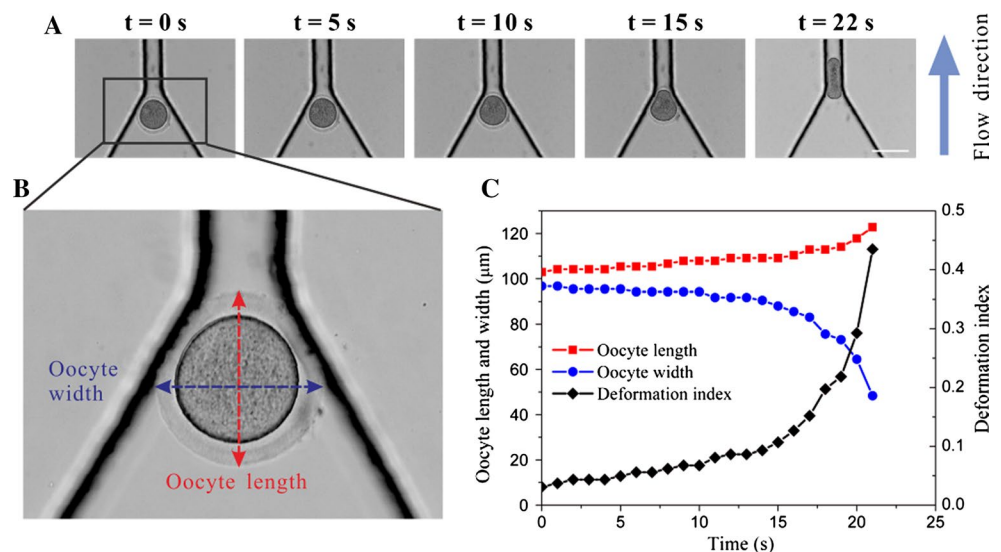 A
t = 0 s
t = 5 s
t = 10 s
t = 15 s
t = 22 s
Flow direction
B
Oocyte
width
Oocyte length
C
Oocyte length and width (μm)
0
20
40
60
80
100
120
Oocyte length
Oocyte width
Deformation index
0
5
10
15
20
25
Time (s)
0.0
0.1
0.2
0.3
0.4
0.5
Deformation index